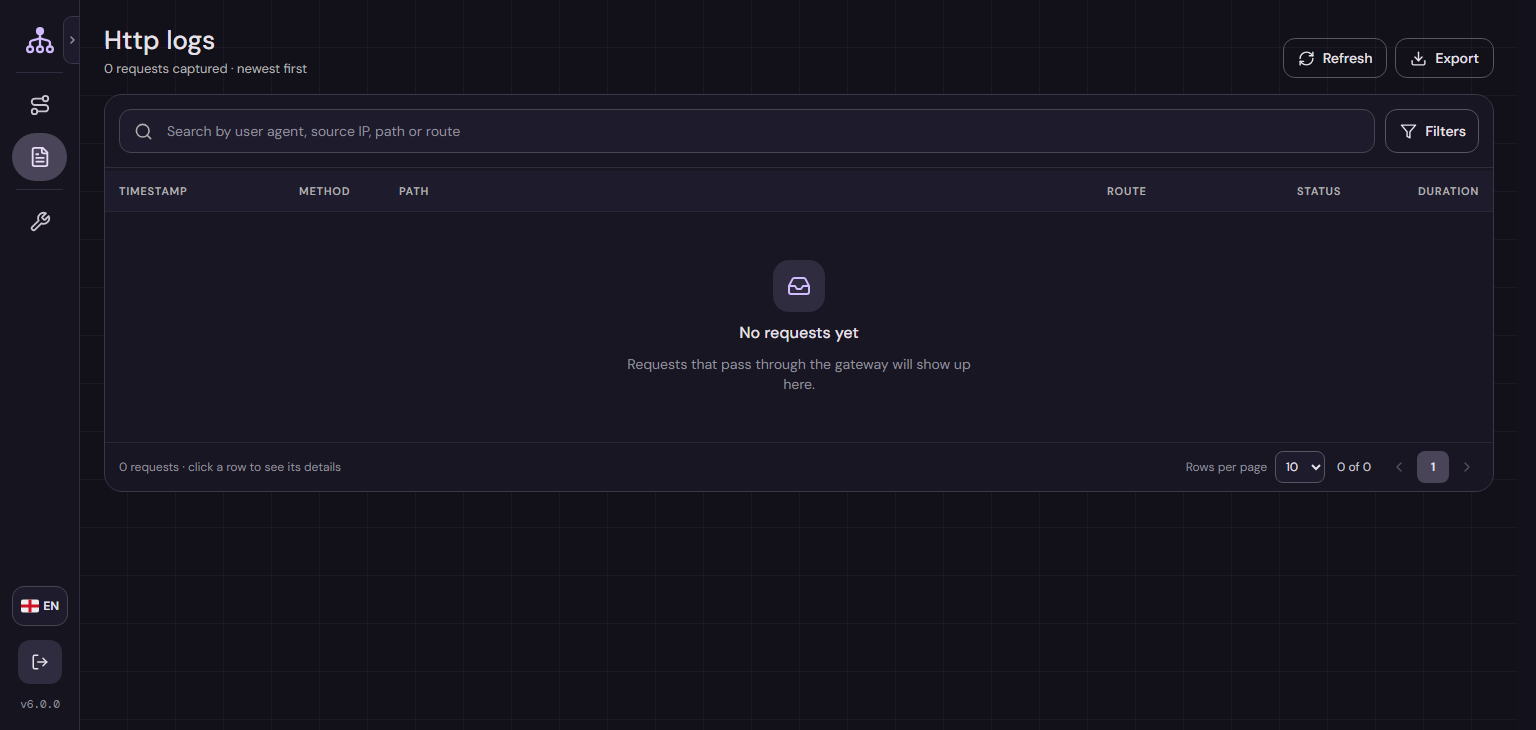 Http logs
0 requests captured · newest first
Refresh
Export
Search by user agent, source IP, path or route
Filters
TIMESTAMP METHOD PATH ROUTE STATUS DURATION
No requests yet
Requests that pass through the gateway will show up
here.
0 requests · click a row to see its details
Rows per page 10 0 of 0 1
EN
v6.0.0